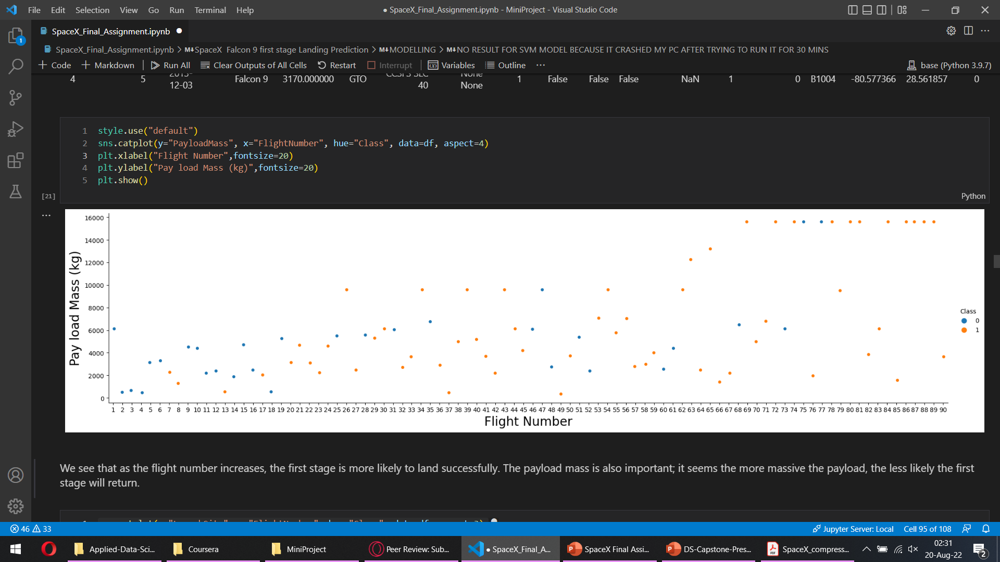 File Edit Selection View Go Run Terminal Help
● SpaceX_Final_Assignment.ipynb - MiniProject - Visual Studio Code
SpaceX_Final_Assignment.ipynb ●
SpaceX_Final_Assignment.ipynb > M↓SpaceX Falcon 9 first stage Landing Prediction > M↓MODELLING > M↓NO RESULT FOR SVM MODEL BECAUSE IT CRASHED MY PC AFTER TRYING TO RUN IT FOR 30 MINS
+ Code + Markdown Run All Clear Outputs of All Cells Restart Interrupt Variables Outline ... base (Python 3.9.7)
4 5 2013-12-03 Falcon 9 3170.000000 GTO CCSFS SLC 40 None None 1 False False False NaN 1 0 B1004 -80.577366 28.561857 0
1 style.use("default")
2 sns.catplot(y="PayloadMass", x="FlightNumber", hue="Class", data=df, aspect=4)
3 plt.xlabel("Flight Number",fontsize=20)
4 plt.ylabel("Pay load Mass (kg)",fontsize=20)
5 plt.show()
[21]
Python
...
16000
14000
12000
10000
8000
6000
4000
2000
0
Pay load Mass (kg)
Class
0
1
1 2 3 4 5 6 7 8 9 10 11 12 13 14 15 16 17 18 19 20 21 22 23 24 25 26 27 28 29 30 31 32 33 34 35 36 37 38 39 40 41 42 43 44 45 46 47 48 49 50 51 52 53 54 55 56 57 58 59 60 61 62 63 64 65 66 67 68 69 70 71 72 73 74 75 76 77 78 79 80 81 82 83 84 85 86 87 88 89 90
Flight Number
We see that as the flight number increases, the first stage is more likely to land successfully. The payload mass is also important; it seems the more massive the payload, the less likely the first
stage will return.
46 33
Jupyter Server: Local Cell 95 of 108
Applied-Data-Sci... Coursera MiniProject Peer Review: Sub... ● SpaceX_Final_A... SpaceX Final Assi... DS-Capstone-Pres... SpaceX_compress...
02:31
20-Aug-22
2